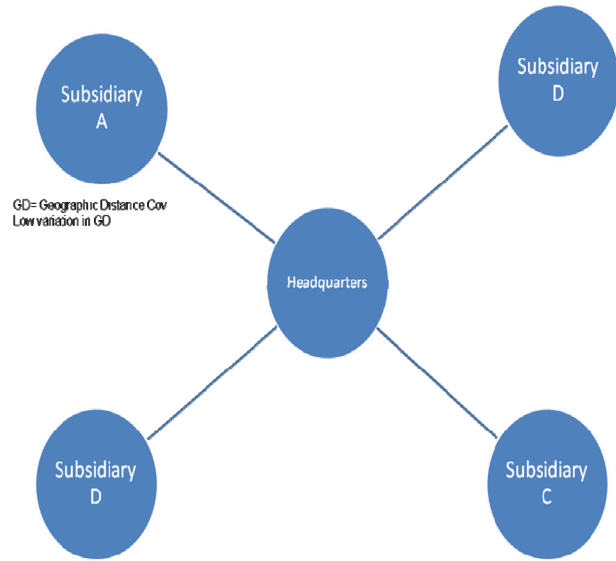 Subsidiary
A
Subsidiary
D
GD= Geographic Distance Cov
Low variation in GD
Headquarters
Subsidiary
D
Subsidiary
C